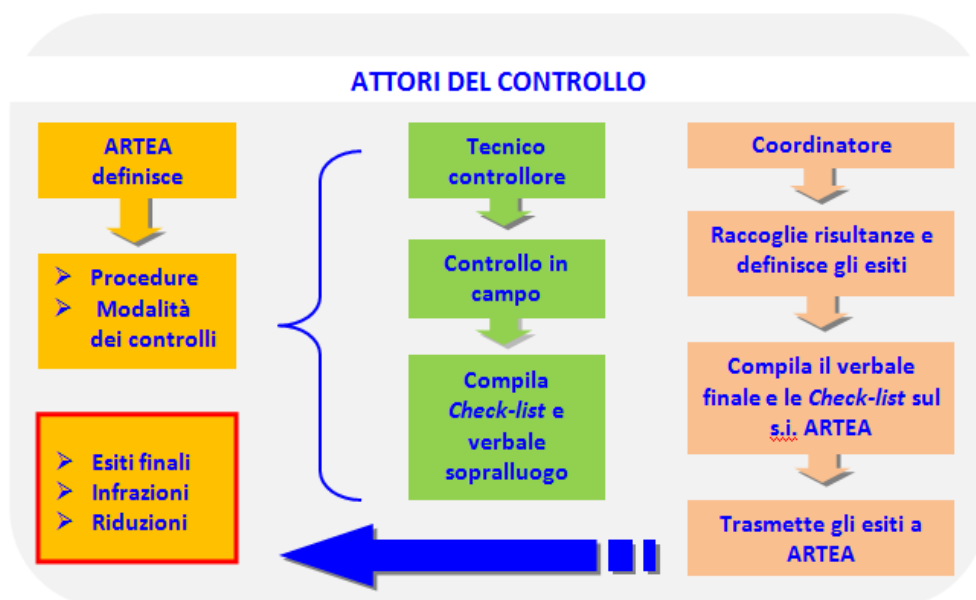 ATTORI DEL CONTROLLO
ARTEA
definisce
Procedure
Modalità
dei controlli
Esiti finali
Infrazioni
Riduzioni
Tecnico
controllore
Controllo in
campo
Compila
Check-list e
verbale
sopralluogo
Coordinatore
Raccoglie risultanze e
definisce gli esiti
Compila il verbale
finale e le Check-list sul
s.i. ARTEA
Trasmette gli esiti a
ARTEA